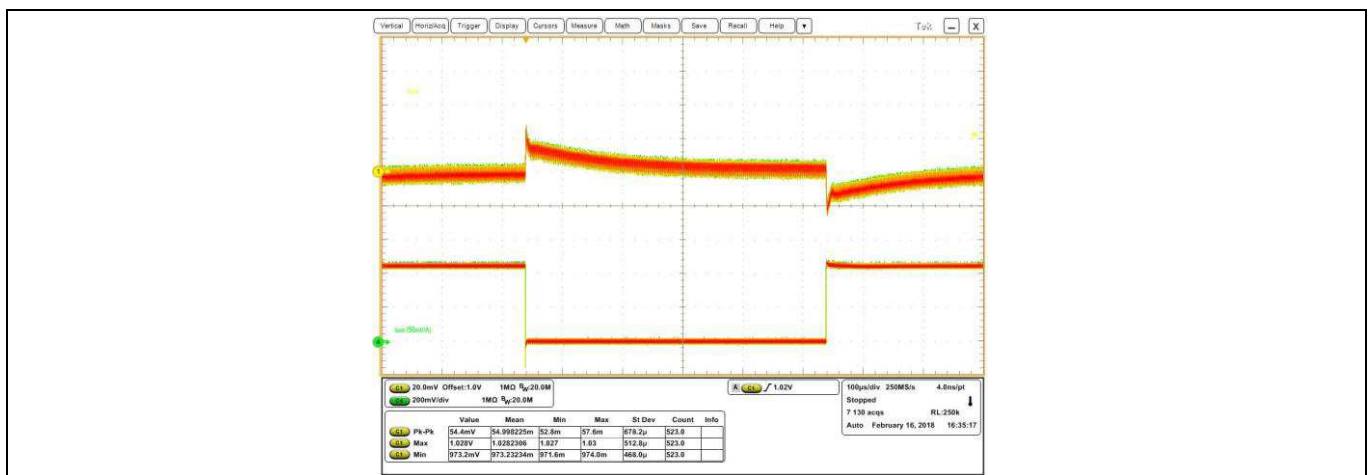 Vertical Horiz/Acq Trigger Display Cursors Measure Math Masks Save Recall Help Tek X
C1 20.0mV Offset:1.0V 1MΩ BW:20.0M
200mV/div 1MΩ BW:20.0M
A C1 1.02V
100µs/div 250MS/s 4.0ns/pt
Stopped
7 130 acqs RL:250k
Auto February 16, 2018 16:35:17
Value Mean Min Max St Dev Count Info
C1 Pk-Pk 54.4mV 54.998225m 52.8m 57.6m 678.2µ 523.0
C1 Max 1.028V 1.0282306 1.027 1.03 512.8µ 523.0
C1 Min 973.2mV 973.23234m 971.6m 974.0m 468.0µ 523.0